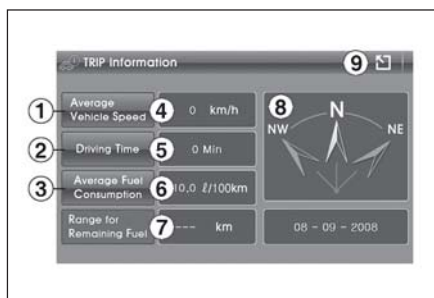 TRIP Information
9
1
Average
Vehicle Speed
4
0 km/h
2
Driving Time
5
0 Min
3
Average Fuel
Consumption
6
10,0 ℓ/100km
Range for
Remaining Fuel
7
--- km
8
N
NW
NE
08 - 09 - 2008